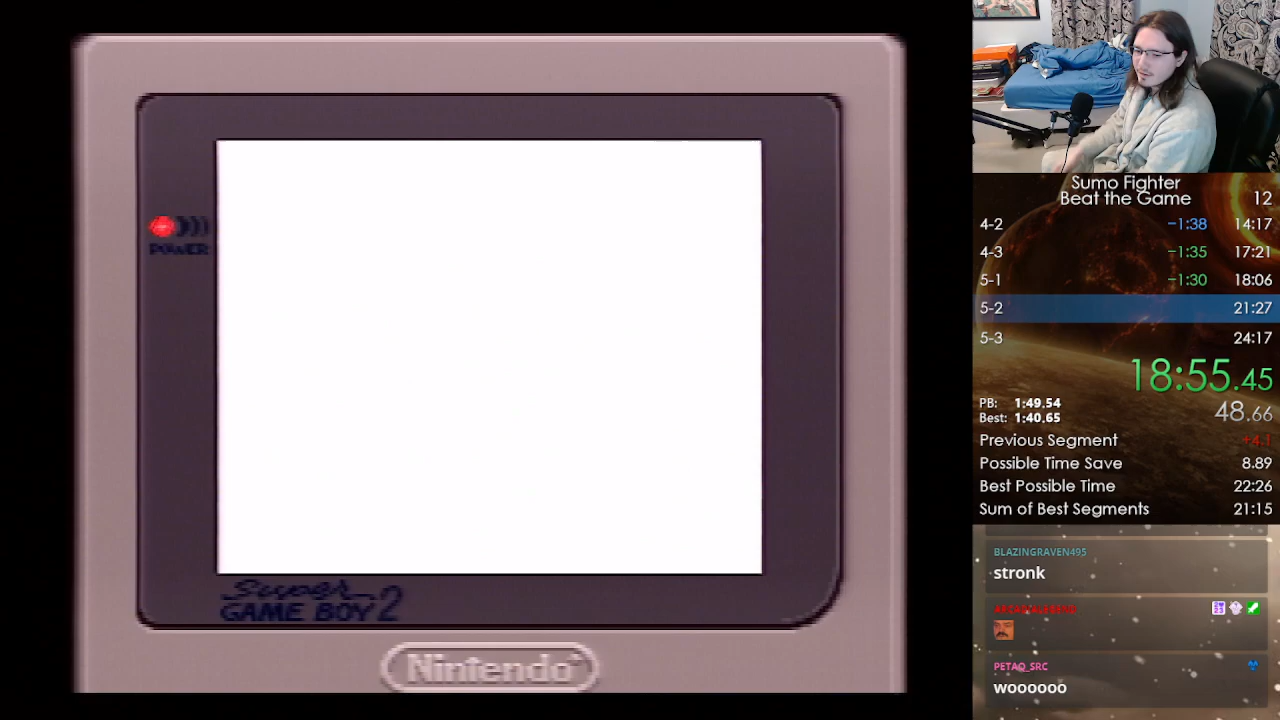 POWER
Super
GAME BOY 2
Nintendo
Sumo Fighter
Beat the Game 12
4-2 −1:38 14:17
4-3 −1:35 17:21
5-1 −1:30 18:06
5-2 21:27
5-3 24:17
18:55.45
PB: 1:49.54
Best: 1:40.65
48.66
Previous Segment +4.1
Possible Time Save 8.89
Best Possible Time 22:26
Sum of Best Segments 21:15
BLAZINGRAVEN495
stronk
PETAQ_SRC
woooooo